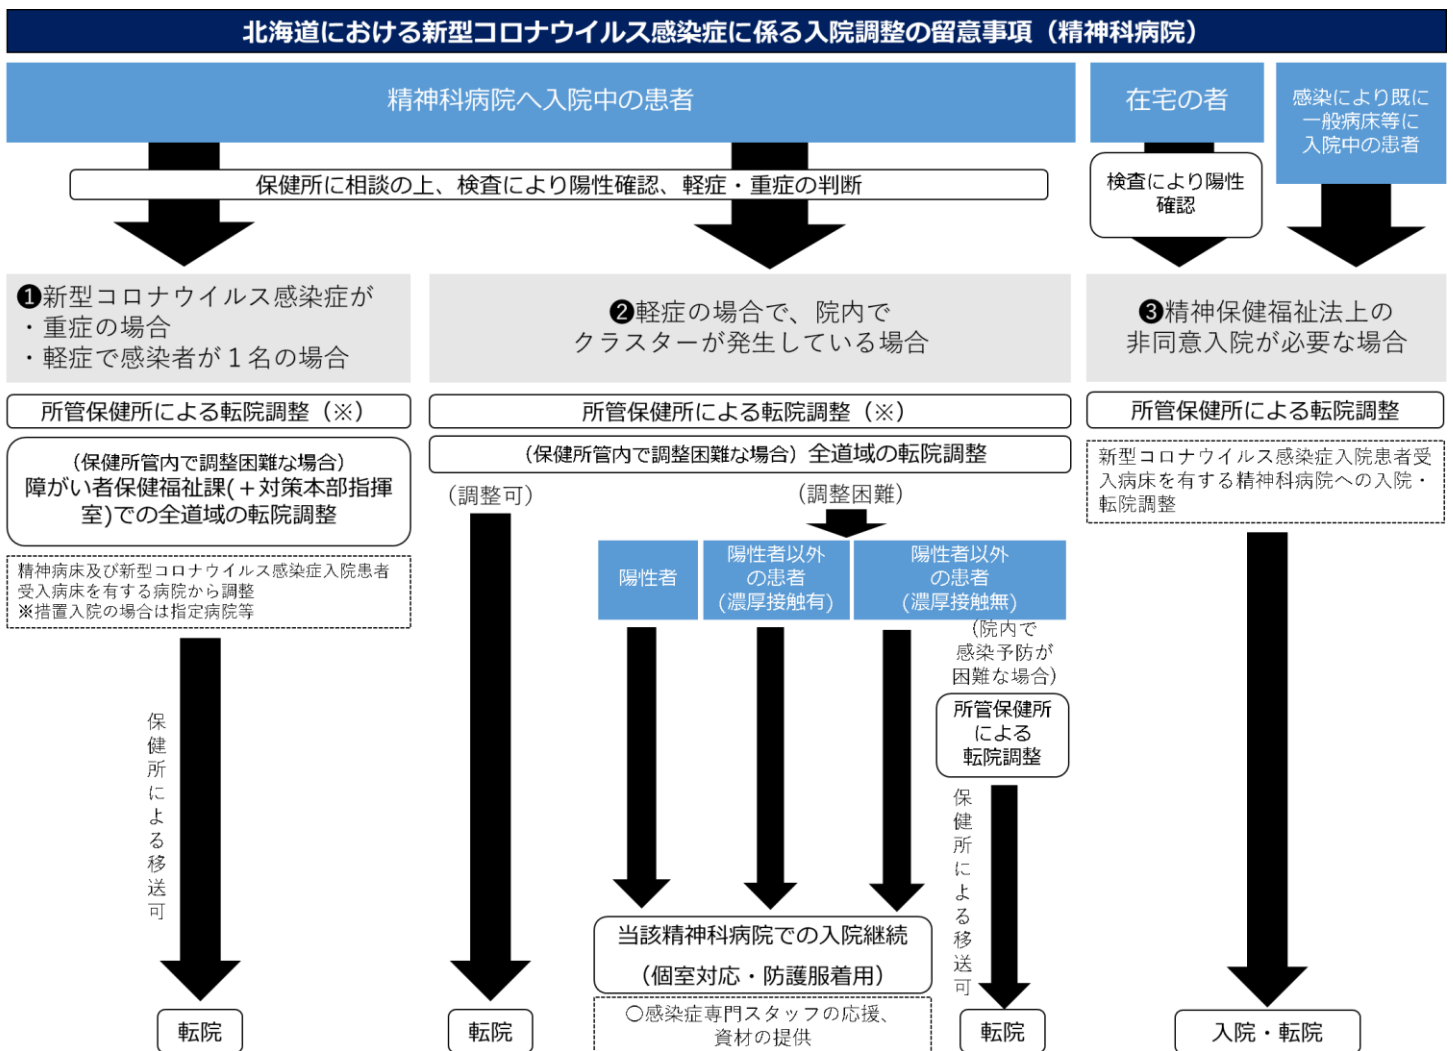 北海道における新型コロナウイルス感染症に係る入院調整の留意事項（精神科病院）
精神科病院へ入院中の患者
在宅の者
感染により既に
一般病床等に
入院中の患者
保健所に相談の上、検査により陽性確認、軽症・重症の判断
検査により陽性
確認
❶新型コロナウイルス感染症が
・重症の場合
・軽症で感染者が１名の場合
❷軽症の場合で、院内で
クラスターが発生している場合
❸精神保健福祉法上の
非同意入院が必要な場合
所管保健所による転院調整（※）
所管保健所による転院調整（※）
所管保健所による転院調整
（保健所管内で調整困難な場合）
障がい者保健福祉課(＋対策本部指揮
室)での全道域の転院調整
（保健所管内で調整困難な場合）全道域の転院調整
新型コロナウイルス感染症入院患者受
入病床を有する精神科病院への入院・
転院調整
精神病床及び新型コロナウイルス感染症入院患者
受入病床を有する病院から調整
※措置入院の場合は指定病院等
（調整可）
（調整困難）
陽性者
陽性者以外
の患者
(濃厚接触有)
陽性者以外
の患者
(濃厚接触無)
（院内で
感染予防が
困難な場合）
所管保健所
による
転院調整
保健所による移送可
保健所による移送可
当該精神科病院での入院継続
（個室対応・防護服着用）
○感染症専門スタッフの応援、
資材の提供
転院
転院
転院
入院・転院